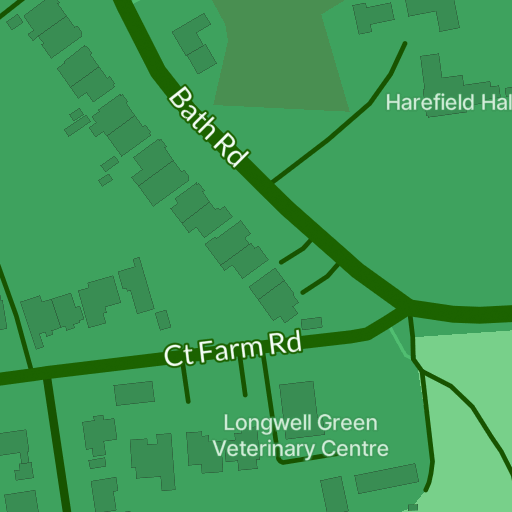 Bath Rd
Harefield Hal
Ct Farm Rd
Longwell Green
Veterinary Centre